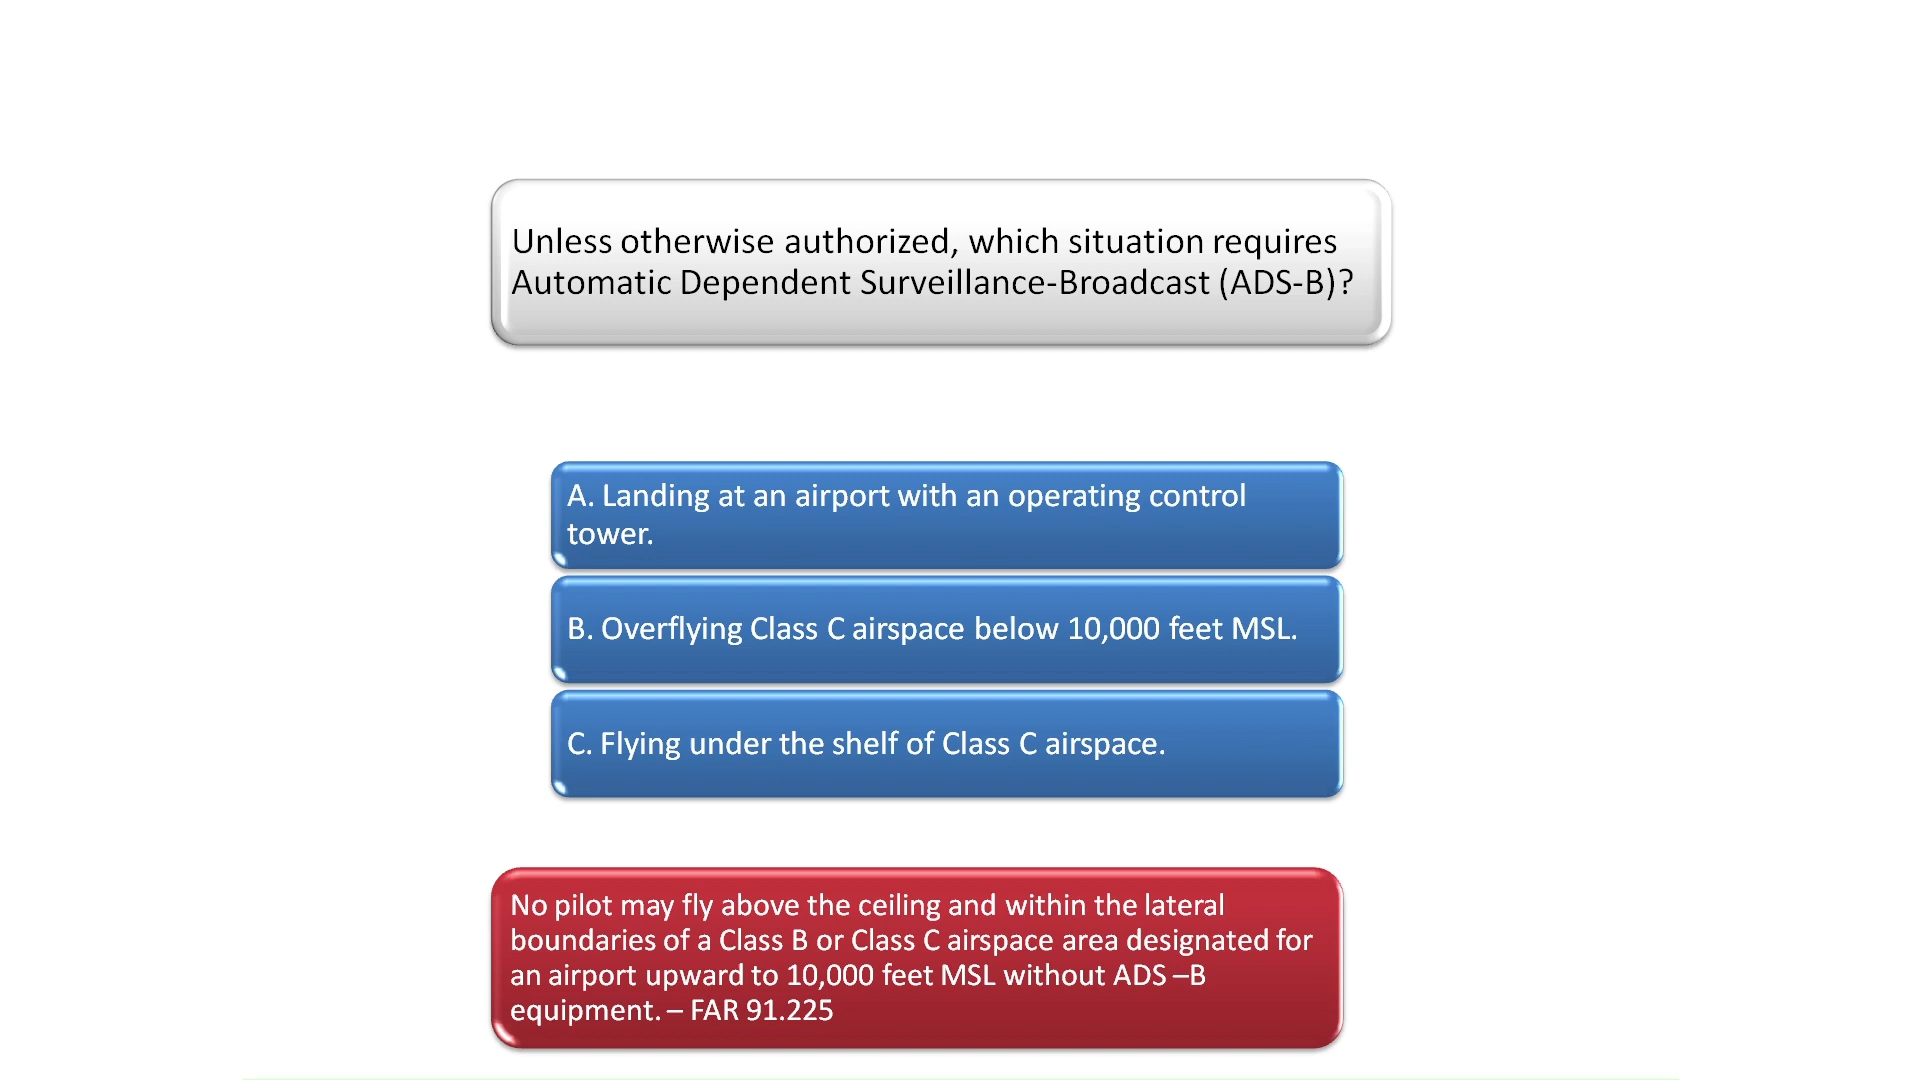 Unless otherwise authorized, which situation requires
Automatic Dependent Surveillance-Broadcast (ADS-B)?
A. Landing at an airport with an operating control
tower.
B. Overflying Class C airspace below 10,000 feet MSL.
C. Flying under the shelf of Class C airspace.
No pilot may fly above the ceiling and within the lateral
boundaries of a Class B or Class C airspace area designated for
an airport upward to 10,000 feet MSL without ADS –B
equipment. – FAR 91.225